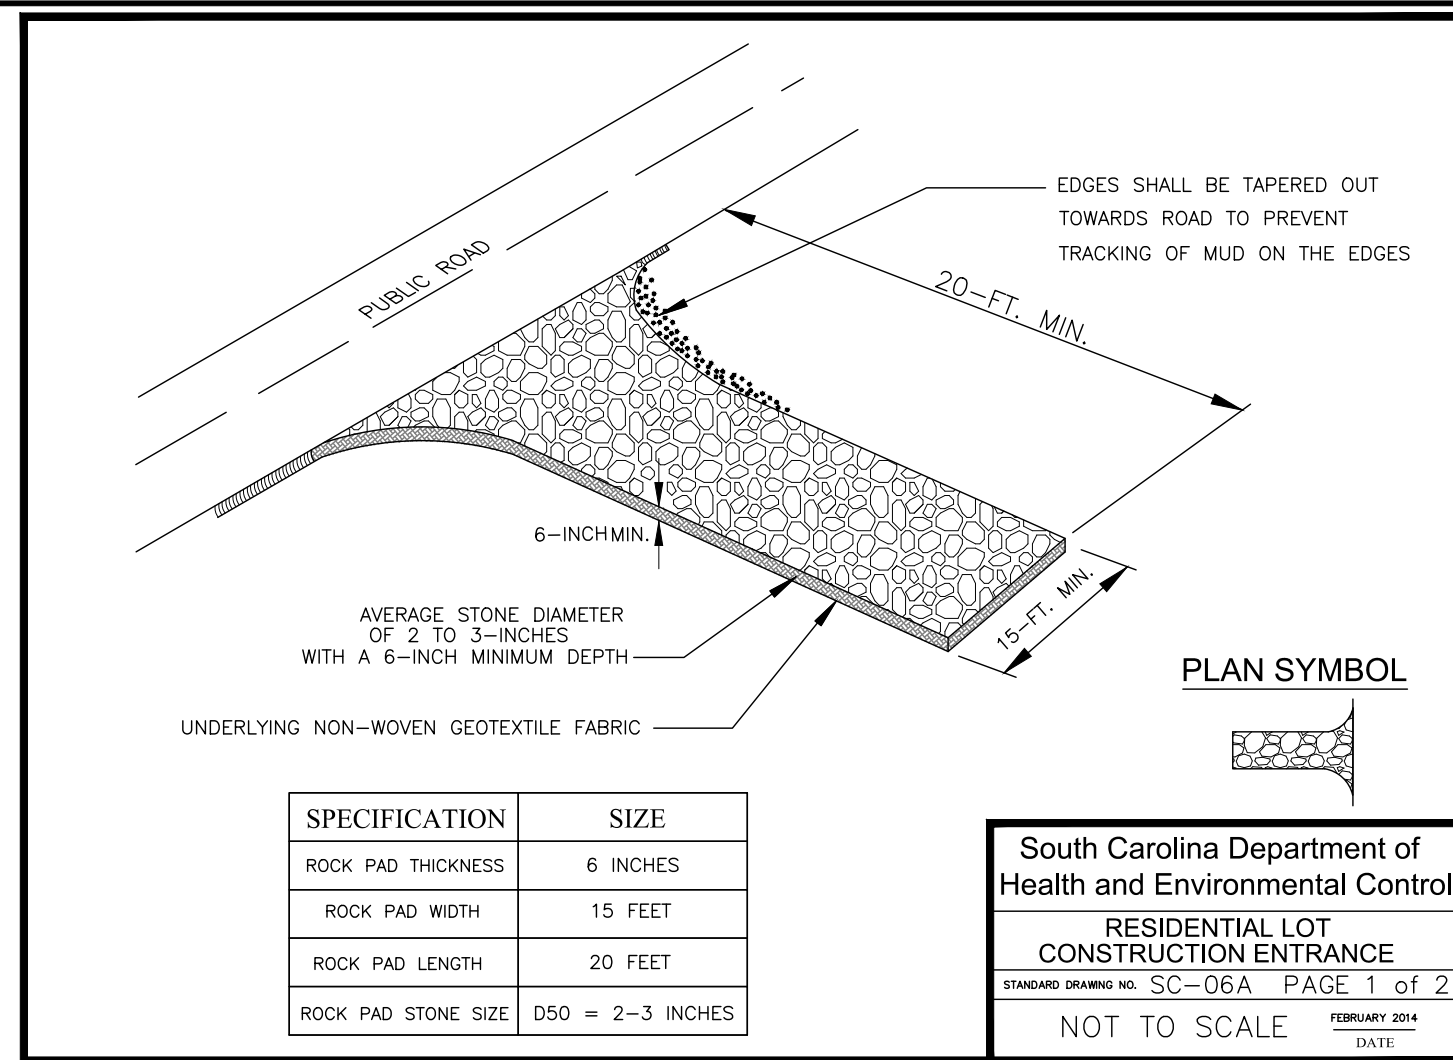 EDGES SHALL BE TAPERED OUT
TOWARDS ROAD TO PREVENT
TRACKING OF MUD ON THE EDGES
PUBLIC ROAD
20-FT. MIN.
6-INCH MIN.
15-FT. MIN.
AVERAGE STONE DIAMETER
OF 2 TO 3-INCHES
WITH A 6-INCH MINIMUM DEPTH
UNDERLYING NON-WOVEN GEOTEXTILE FABRIC
PLAN SYMBOL
SPECIFICATION SIZE
ROCK PAD THICKNESS 6 INCHES
ROCK PAD WIDTH 15 FEET
ROCK PAD LENGTH 20 FEET
ROCK PAD STONE SIZE D50 = 2-3 INCHES
South Carolina Department of
Health and Environmental Control
RESIDENTIAL LOT
CONSTRUCTION ENTRANCE
STANDARD DRAWING NO. SC-06A PAGE 1 of 2
NOT TO SCALE FEBRUARY 2014
DATE